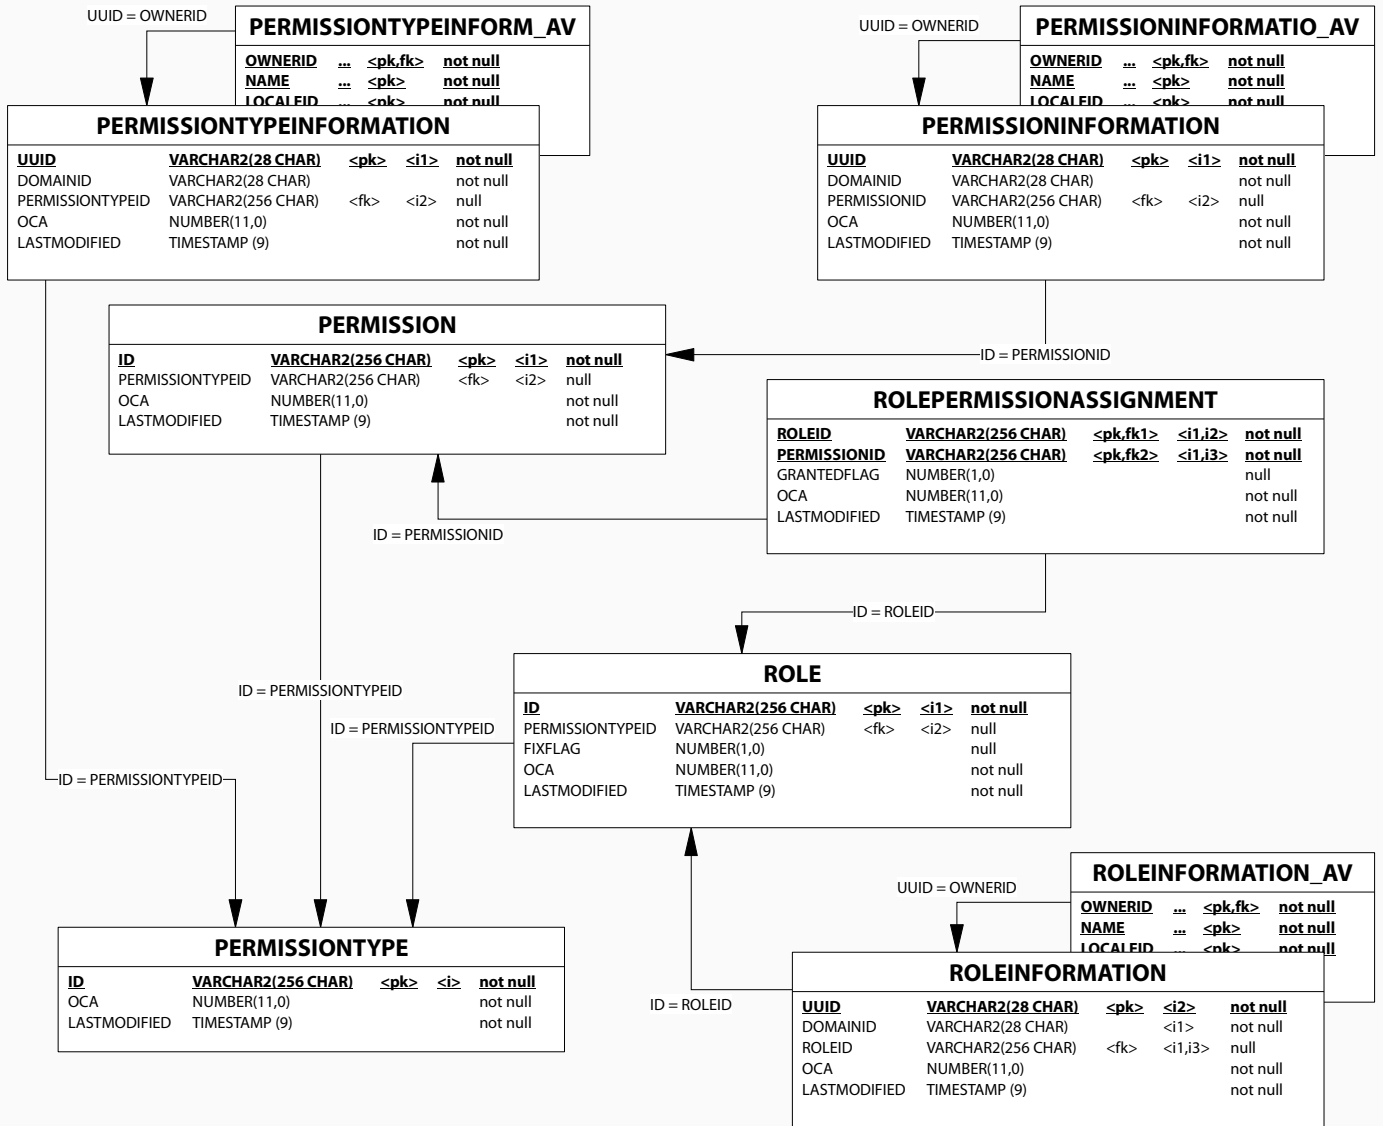 UUID = OWNERID
PERMISSIONTYPEINFORM_AV
OWNERID ... <pk,fk> not null
NAME ... <pk> not null
LOCALEID ... <pk> not null
PERMISSIONTYPEINFORMATION
UUID VARCHAR2(28 CHAR) <pk> <i1> not null
DOMAINID VARCHAR2(28 CHAR) not null
PERMISSIONTYPEID VARCHAR2(256 CHAR) <fk> <i2> null
OCA NUMBER(11,0) not null
LASTMODIFIED TIMESTAMP (9) not null
UUID = OWNERID
PERMISSIONINFORMATIO_AV
OWNERID ... <pk,fk> not null
NAME ... <pk> not null
LOCALEID ... <pk> not null
PERMISSIONINFORMATION
UUID VARCHAR2(28 CHAR) <pk> <i1> not null
DOMAINID VARCHAR2(28 CHAR) not null
PERMISSIONID VARCHAR2(256 CHAR) <fk> <i2> null
OCA NUMBER(11,0) not null
LASTMODIFIED TIMESTAMP (9) not null
PERMISSION
ID VARCHAR2(256 CHAR) <pk> <i1> not null
PERMISSIONTYPEID VARCHAR2(256 CHAR) <fk> <i2> null
OCA NUMBER(11,0) not null
LASTMODIFIED TIMESTAMP (9) not null
ID = PERMISSIONID
ROLEPERMISSIONASSIGNMENT
ROLEID VARCHAR2(256 CHAR) <pk,fk1> <i1,i2> not null
PERMISSIONID VARCHAR2(256 CHAR) <pk,fk2> <i1,i3> not null
GRANTEDFLAG NUMBER(1,0) null
OCA NUMBER(11,0) not null
LASTMODIFIED TIMESTAMP (9) not null
ID = PERMISSIONID
ID = ROLEID
ROLE
ID VARCHAR2(256 CHAR) <pk> <i1> not null
PERMISSIONTYPEID VARCHAR2(256 CHAR) <fk> <i2> null
FIXFLAG NUMBER(1,0) null
OCA NUMBER(11,0) not null
LASTMODIFIED TIMESTAMP (9) not null
ID = PERMISSIONTYPEID
ID = PERMISSIONTYPEID
ID = PERMISSIONTYPEID
PERMISSIONTYPE
ID VARCHAR2(256 CHAR) <pk> <i> not null
OCA NUMBER(11,0) not null
LASTMODIFIED TIMESTAMP (9) not null
UUID = OWNERID
ROLEINFORMATION_AV
OWNERID ... <pk,fk> not null
NAME ... <pk> not null
LOCALEID ... <pk> not null
ID = ROLEID
ROLEINFORMATION
UUID VARCHAR2(28 CHAR) <pk> <i2> not null
DOMAINID VARCHAR2(28 CHAR) <i1> not null
ROLEID VARCHAR2(256 CHAR) <fk> <i1,i3> null
OCA NUMBER(11,0) not null
LASTMODIFIED TIMESTAMP (9) not null